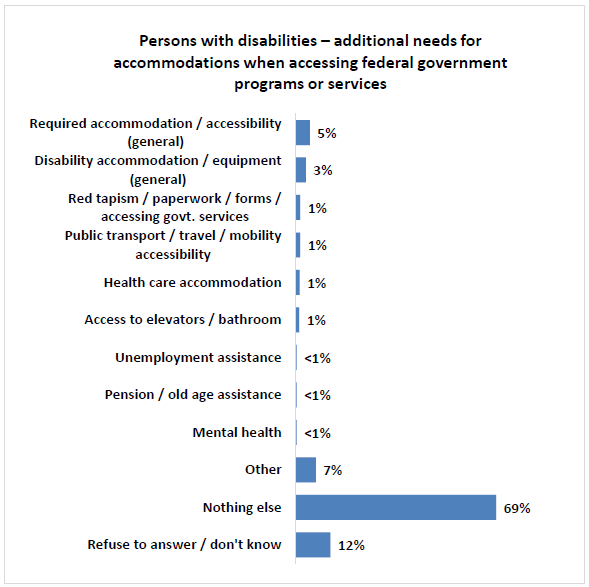 Persons with disabilities – additional needs for
accommodations when accessing federal government
programs or services
Required accommodation / accessibility
(general)
5%
Disability accommodation / equipment
(general)
3%
Red tapism / paperwork / forms /
accessing govt. services
1%
Public transport / travel / mobility
accessibility
1%
Health care accommodation
1%
Access to elevators / bathroom
1%
Unemployment assistance
<1%
Pension / old age assistance
<1%
Mental health
<1%
Other
7%
Nothing else
69%
Refuse to answer / don't know
12%